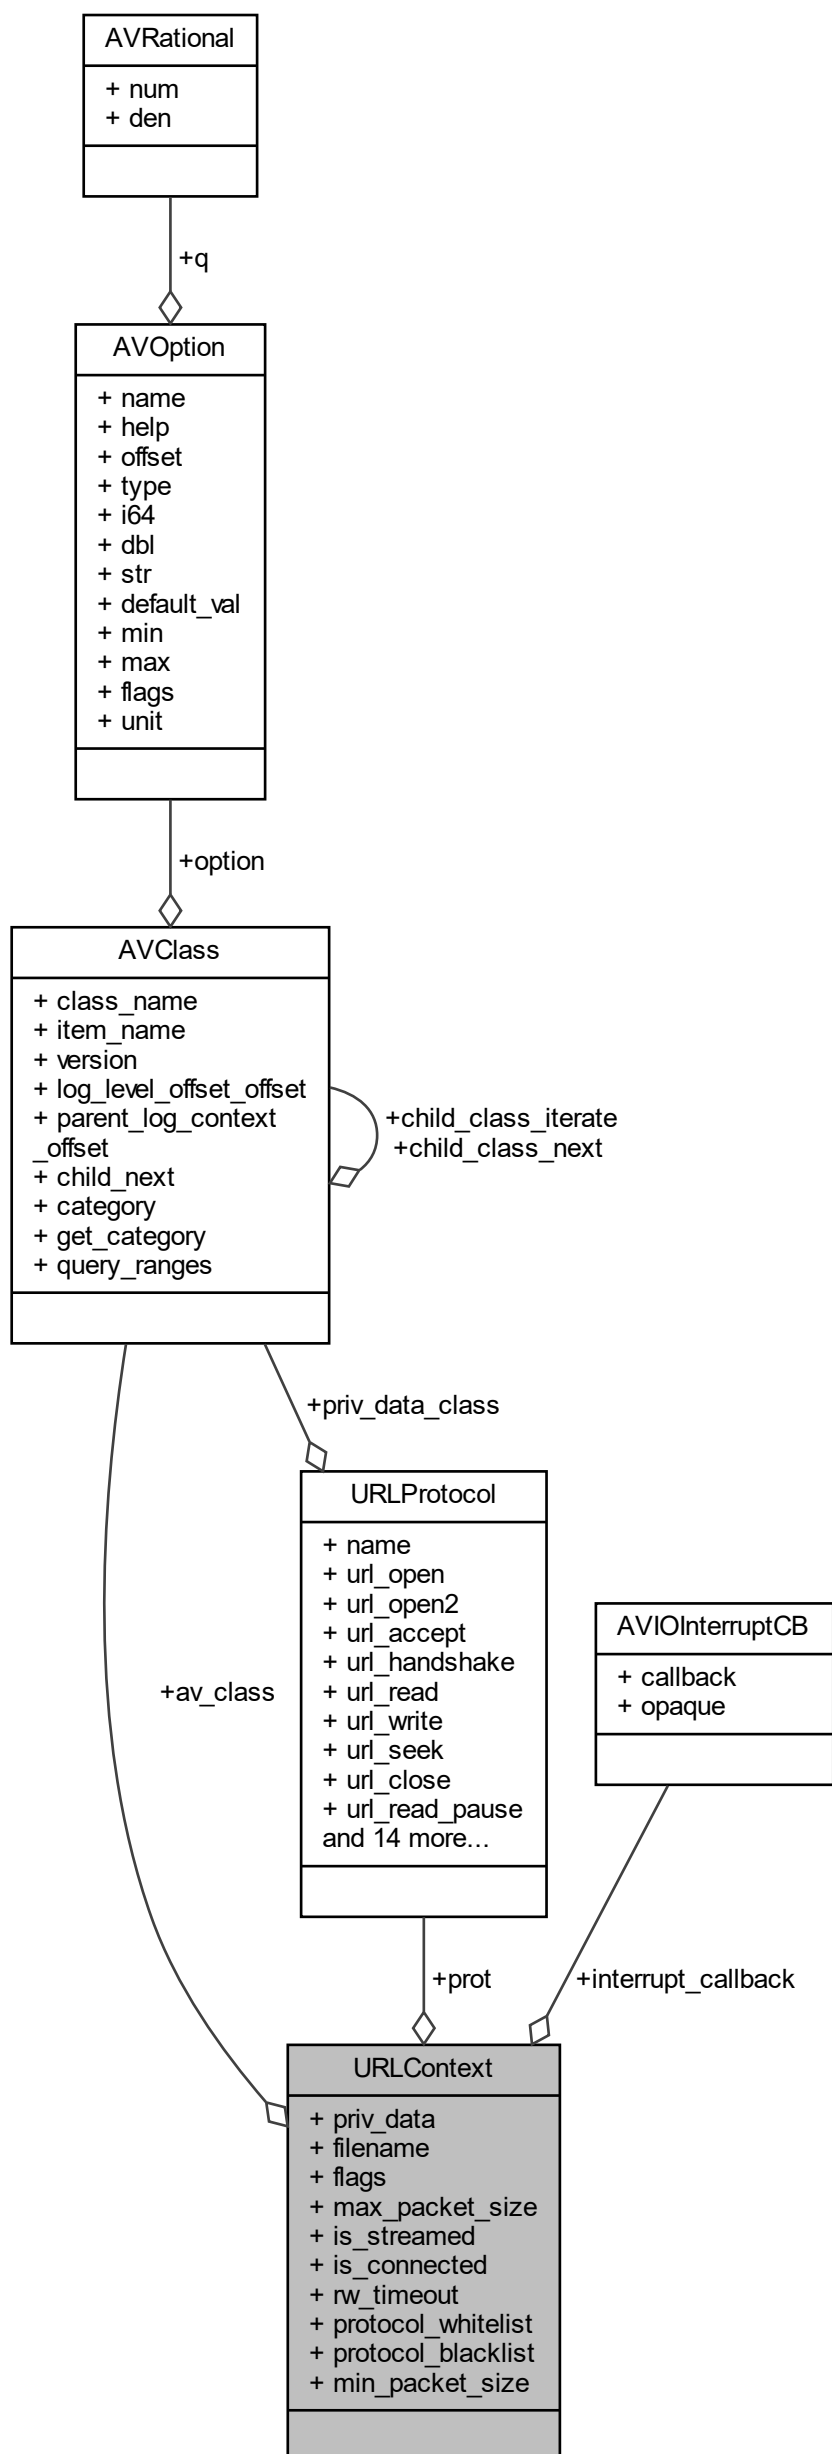 AVRational
+ num
+ den
+q
AVOption
+ name
+ help
+ offset
+ type
+ i64
+ dbl
+ str
+ default_val
+ min
+ max
+ flags
+ unit
+option
AVClass
+ class_name
+ item_name
+ version
+ log_level_offset_offset
+ parent_log_context
_offset
+ child_next
+ category
+ get_category
+ query_ranges
+child_class_iterate
+child_class_next
+priv_data_class
URLProtocol
+ name
+ url_open
+ url_open2
+ url_accept
+ url_handshake
+ url_read
+ url_write
+ url_seek
+ url_close
+ url_read_pause
and 14 more...
AVIOInterruptCB
+ callback
+ opaque
+av_class
+prot
+interrupt_callback
URLContext
+ priv_data
+ filename
+ flags
+ max_packet_size
+ is_streamed
+ is_connected
+ rw_timeout
+ protocol_whitelist
+ protocol_blacklist
+ min_packet_size